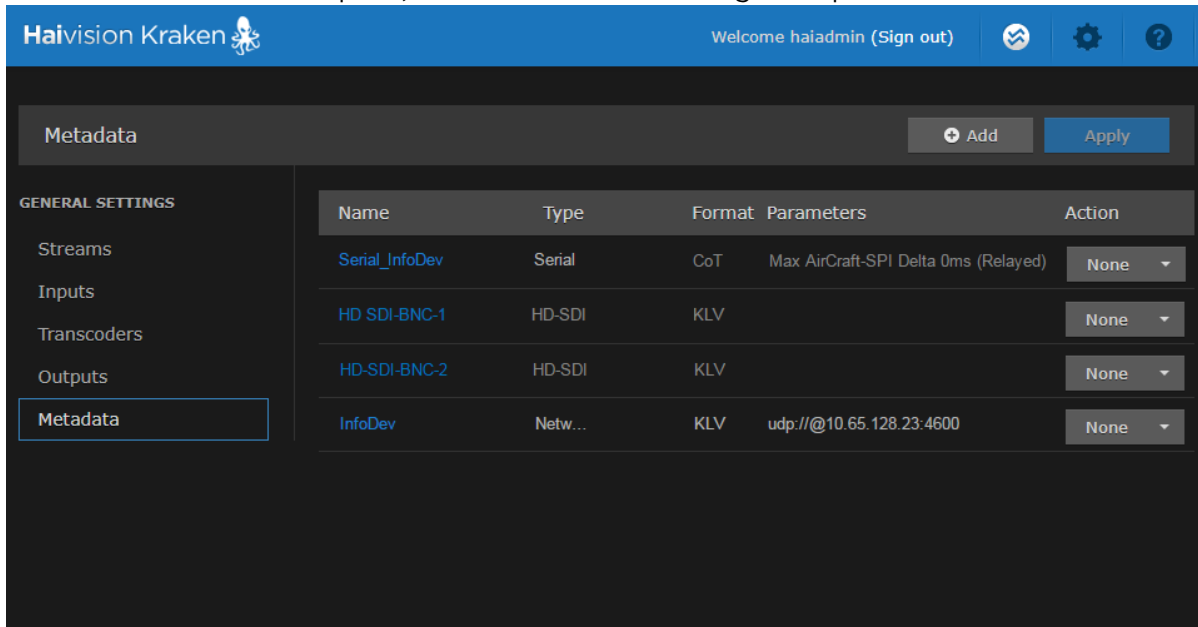 Haivision Kraken
Welcome haiadmin (Sign out)
Metadata
Add
Apply
GENERAL SETTINGS
Streams
Inputs
Transcoders
Outputs
Metadata
Name Type Format Parameters Action
Serial_InfoDev Serial CoT Max AirCraft-SPI Delta 0ms (Relayed) None
HD SDI-BNC-1 HD-SDI KLV None
HD-SDI-BNC-2 HD-SDI KLV None
InfoDev Netw... KLV udp://@10.65.128.23:4600 None